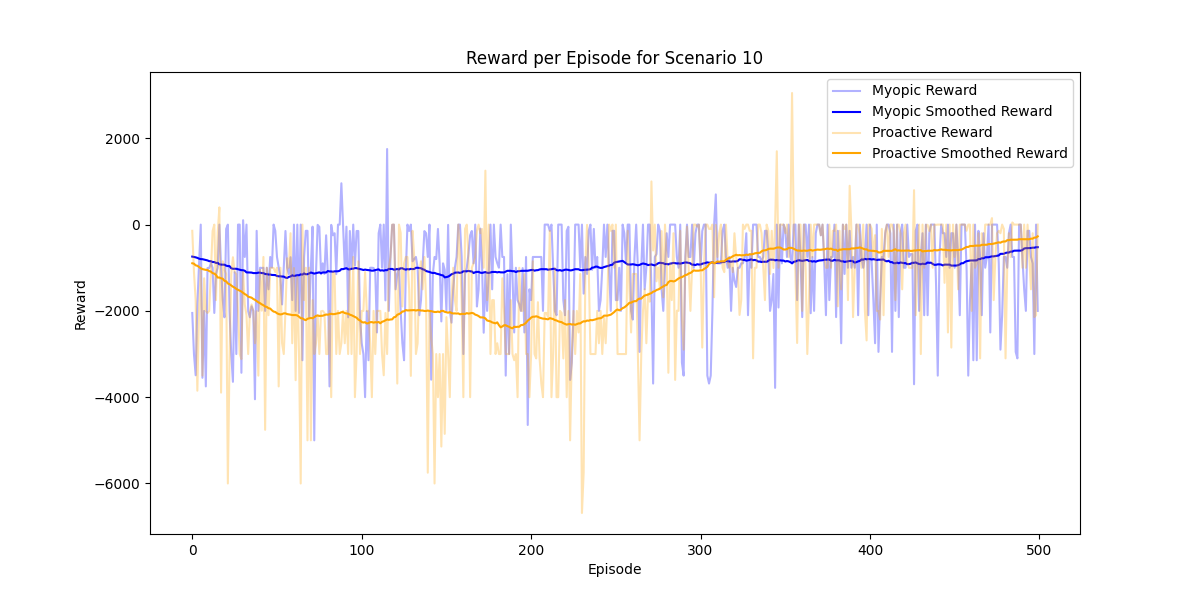 Reward per Episode for Scenario 10
Myopic Reward
Myopic Smoothed Reward
Proactive Reward
Proactive Smoothed Reward
2000
0
−2000
−4000
−6000
Reward
0 100 200 300 400 500
Episode